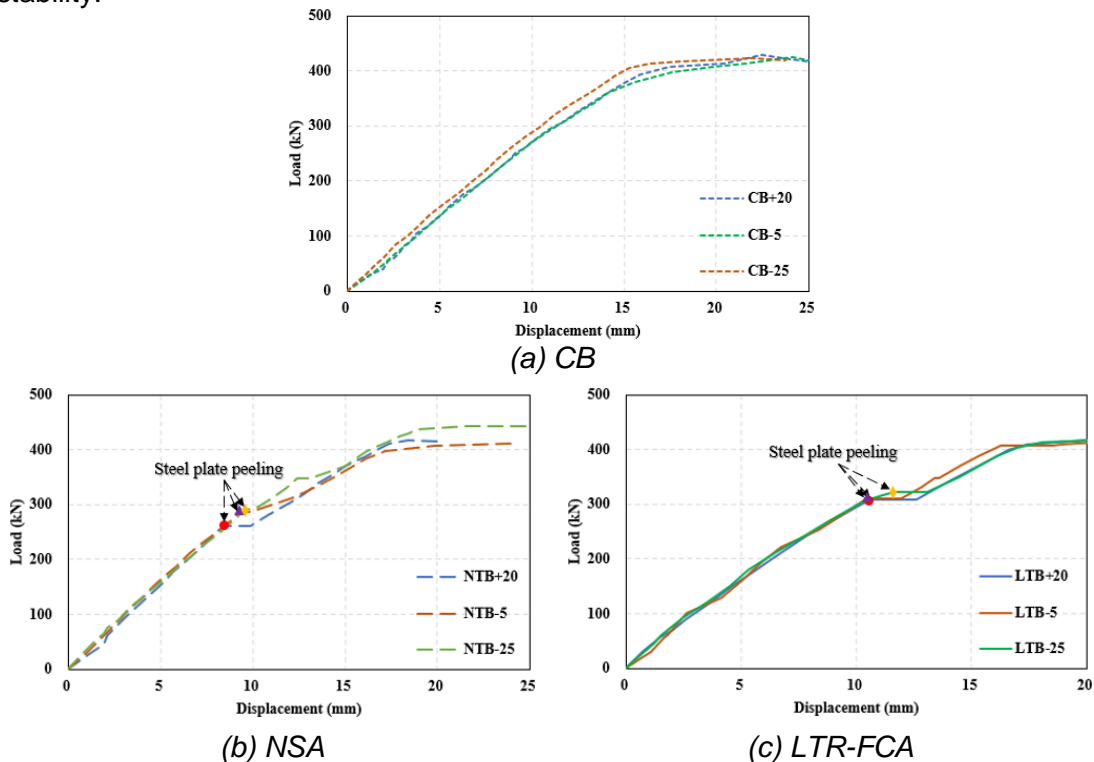 stability.
500
400
300
200
100
0
Load (kN)
CB+20
CB-5
CB-25
0 5 10 15 20 25
Displacement (mm)
(a) CB
500
400
300
200
100
0
Load (kN)
Steel plate peeling
NTB+20
NTB-5
NTB-25
0 5 10 15 20 25
Displacement (mm)
(b) NSA
500
400
300
200
100
0
Load (kN)
Steel plate peeling
LTB+20
LTB-5
LTB-25
0 5 10 15 20
Displacement (mm)
(c) LTR-FCA